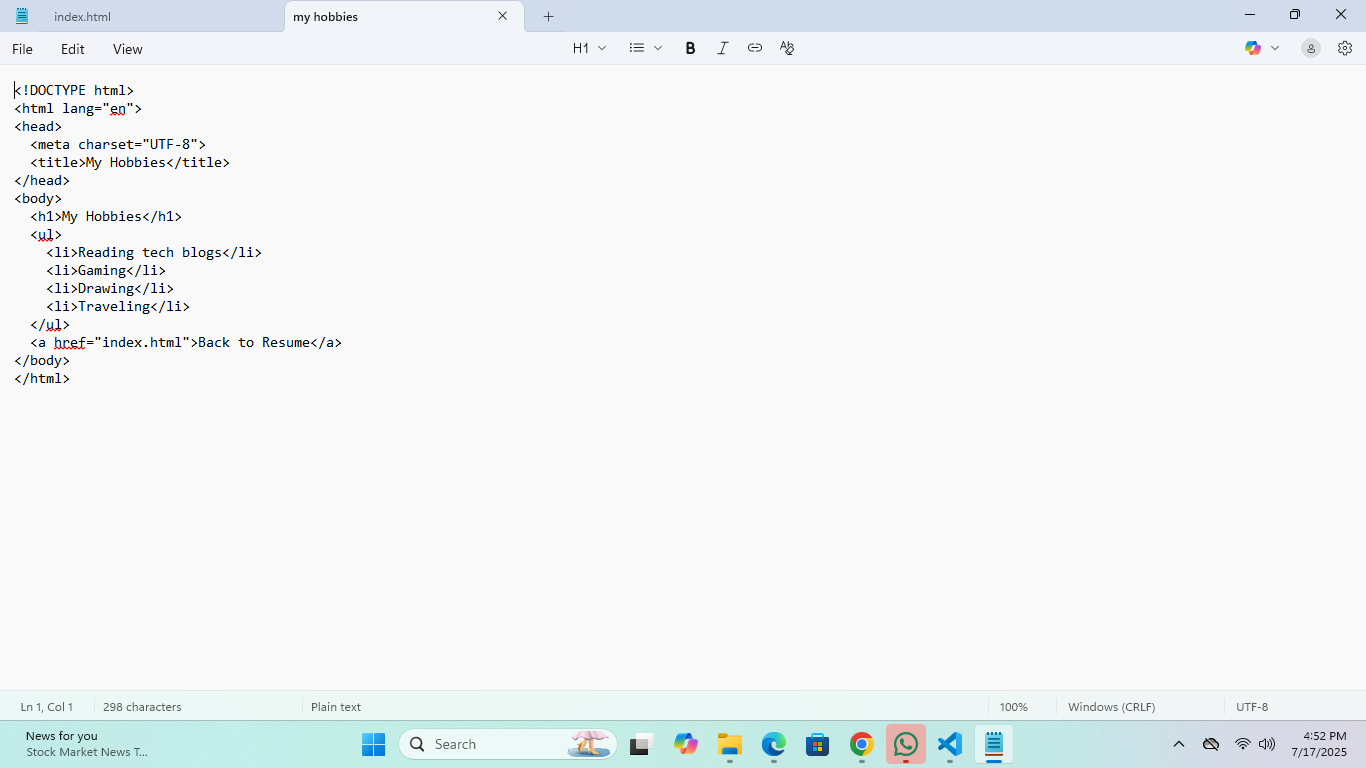 index.html
my hobbies
File Edit View H1 B I
<!DOCTYPE html>
<html lang="en">
<head>
  <meta charset="UTF-8">
  <title>My Hobbies</title>
</head>
<body>
  <h1>My Hobbies</h1>
  <ul>
    <li>Reading tech blogs</li>
    <li>Gaming</li>
    <li>Drawing</li>
    <li>Traveling</li>
  </ul>
  <a href="index.html">Back to Resume</a>
</body>
</html>
Ln 1, Col 1 298 characters Plain text 100% Windows (CRLF) UTF-8
News for you
Stock Market News T...
Search
4:52 PM
7/17/2025